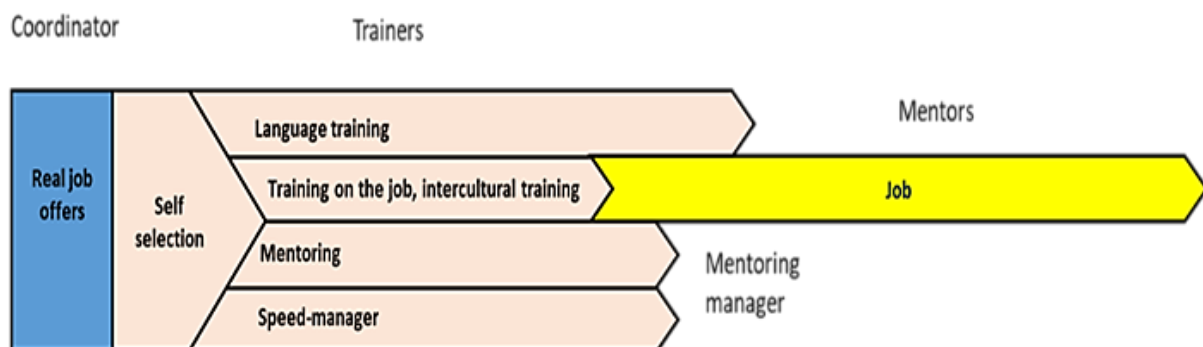 Coordinator
Trainers
Mentors
Language training
Real job
offers
Self
selection
Training on the job, intercultural training
Job
Mentoring
Mentoring
manager
Speed-manager